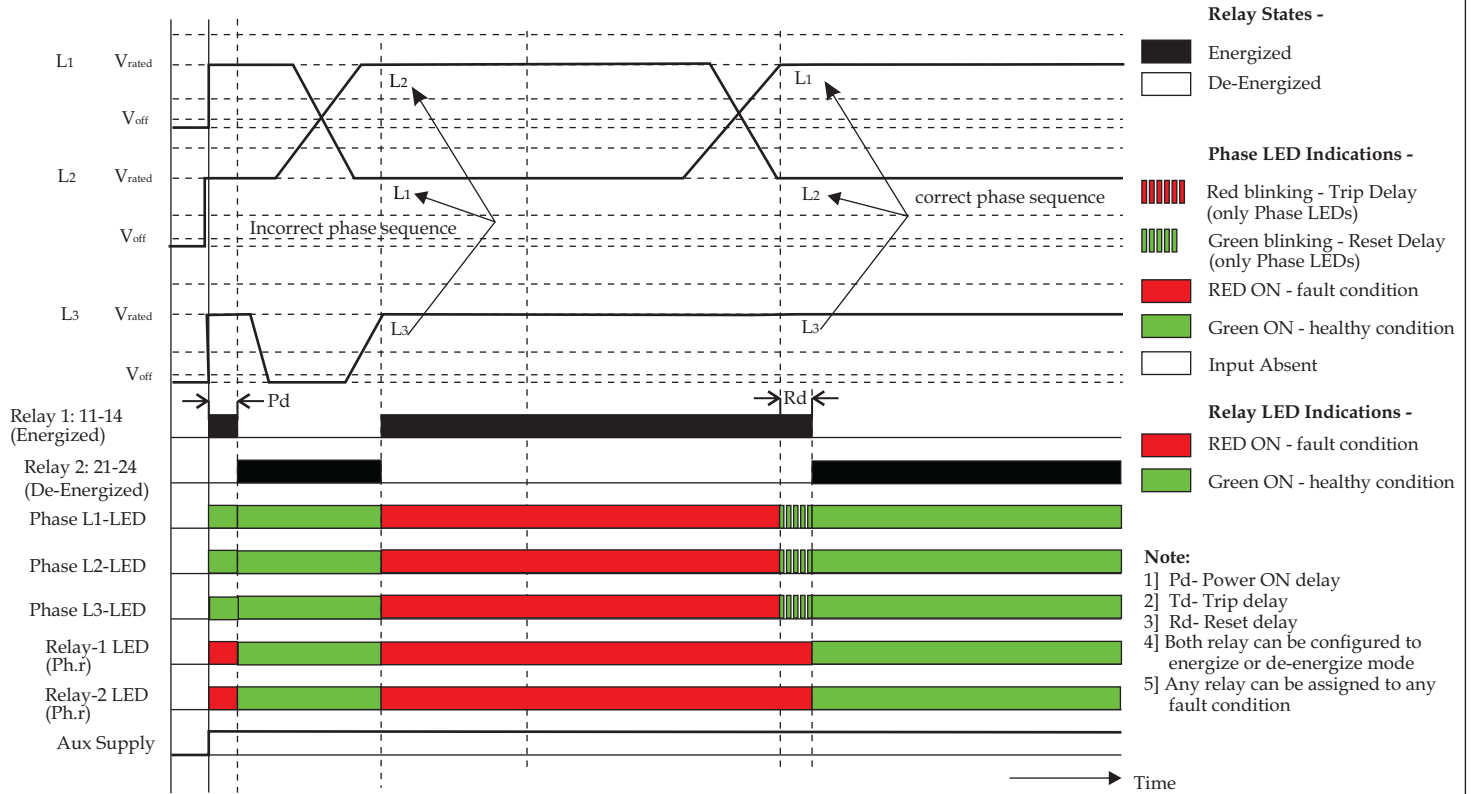 L1 Vrated
Voff
L2 Vrated
Voff
L3 Vrated
Voff
L2
L1
Incorrect phase sequence
L3
L1
L2
correct phase sequence
L3
Pd
Rd
Relay 1: 11-14
(Energized)
Relay 2: 21-24
(De-Energized)
Phase L1-LED
Phase L2-LED
Phase L3-LED
Relay-1 LED
(Ph.r)
Relay-2 LED
(Ph.r)
Aux Supply
Time
Relay States -
Energized
De-Energized
Phase LED Indications -
Red blinking - Trip Delay
(only Phase LEDs)
Green blinking - Reset Delay
(only Phase LEDs)
RED ON - fault condition
Green ON - healthy condition
Input Absent
Relay LED Indications -
RED ON - fault condition
Green ON - healthy condition
Note:
1] Pd- Power ON delay
2] Td- Trip delay
3] Rd- Reset delay
4] Both relay can be configured to
energize or de-energize mode
5] Any relay can be assigned to any
fault condition